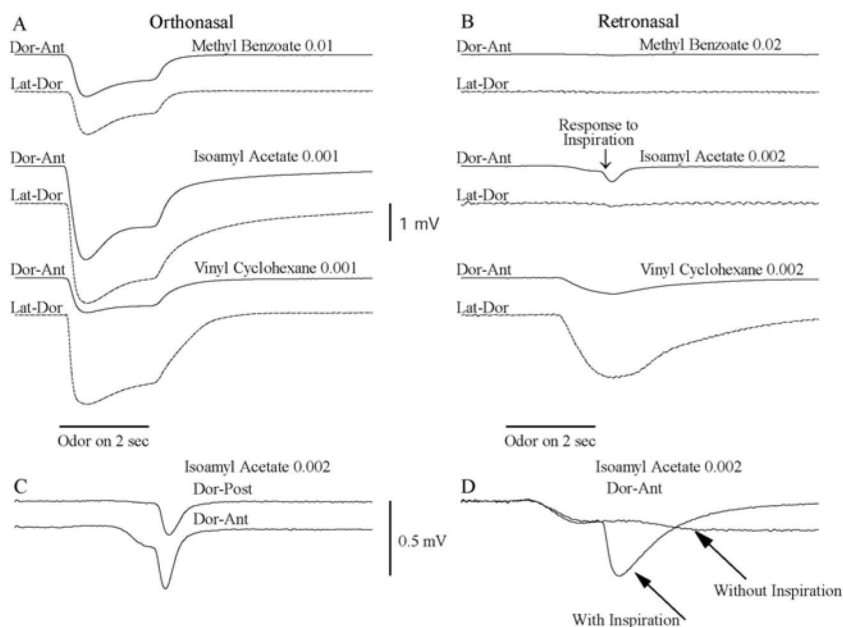 A
Orthonasal
Dor-Ant
Methyl Benzoate 0.01
Lat-Dor
Dor-Ant
Isoamyl Acetate 0.001
Lat-Dor
1 mV
Dor-Ant
Vinyl Cyclohexane 0.001
Lat-Dor
Odor on 2 sec
B
Retronasal
Dor-Ant
Methyl Benzoate 0.02
Lat-Dor
Response to
Inspiration
Dor-Ant
Isoamyl Acetate 0.002
Lat-Dor
Dor-Ant
Vinyl Cyclohexane 0.002
Lat-Dor
Odor on 2 sec
C
Isoamyl Acetate 0.002
Dor-Post
Dor-Ant
0.5 mV
D
Isoamyl Acetate 0.002
Dor-Ant
Without Inspiration
With Inspiration